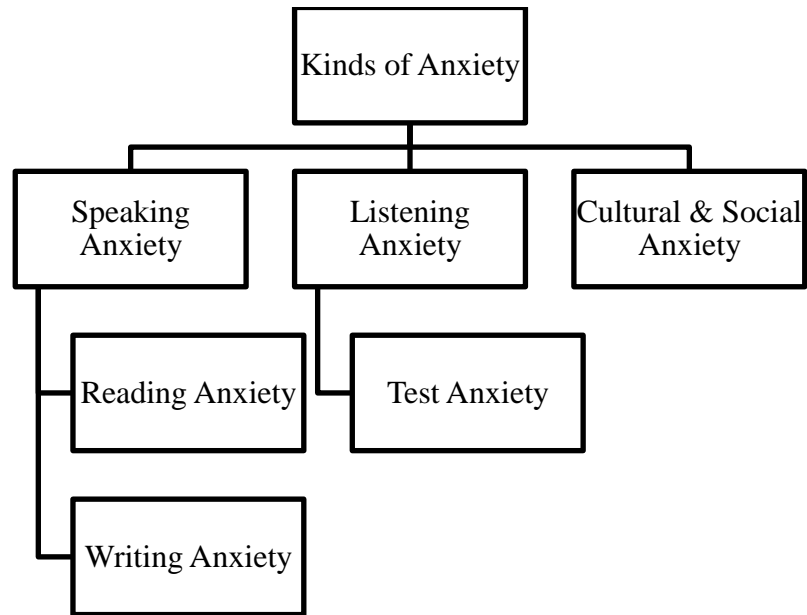 Kinds of Anxiety
Speaking
Anxiety
Listening
Anxiety
Cultural & Social
Anxiety
Reading Anxiety
Test Anxiety
Writing Anxiety